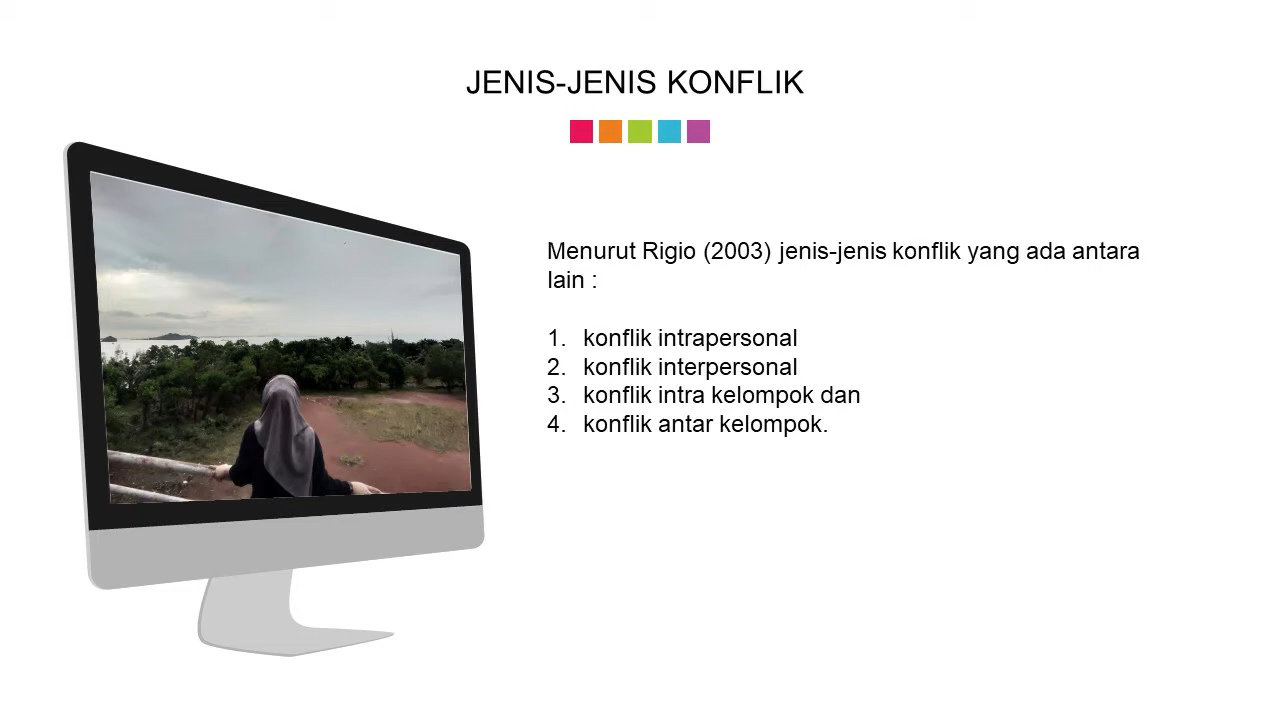 JENIS-JENIS KONFLIK
Menurut Rigio (2003) jenis-jenis konflik yang ada antara
lain :
1. konflik intrapersonal
2. konflik interpersonal
3. konflik intra kelompok dan
4. konflik antar kelompok.